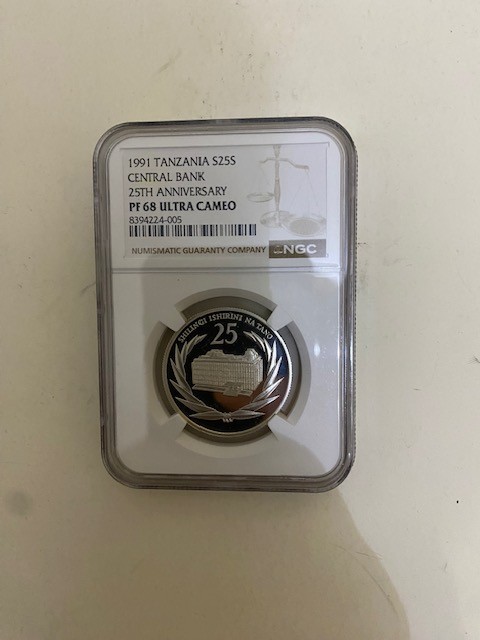 1991 TANZANIA S25S
CENTRAL BANK
25TH ANNIVERSARY
PF 68 ULTRA CAMEO
8394224-005
NUMISMATIC GUARANTY COMPANY NGC
SHILINGI ISHIRINI NA TANO
25